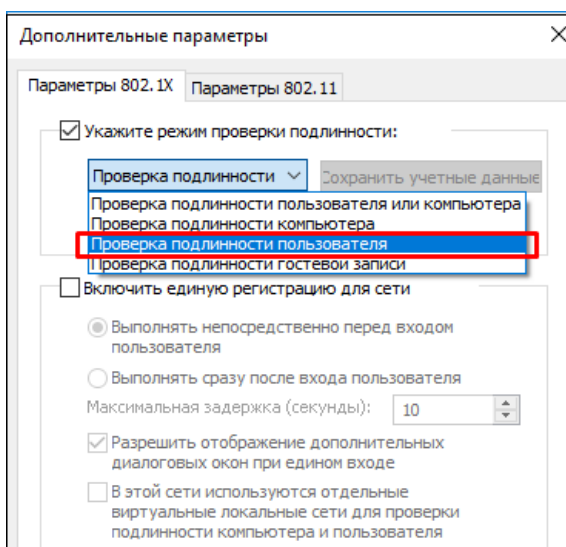 Дополнительные параметры
Параметры 802.1X Параметры 802.11
Укажите режим проверки подлинности:
Проверка подлинности Сохранить учетные данные
Проверка подлинности пользователя или компьютера
Проверка подлинности компьютера
Проверка подлинности пользователя
Проверка подлинности гостевой записи
Включить единую регистрацию для сети
Выполнять непосредственно перед входом
пользователя
Выполнять сразу после входа пользователя
Максимальная задержка (секунды): 10
Разрешить отображение дополнительных
диалоговых окон при едином входе
В этой сети используются отдельные
виртуальные локальные сети для проверки
подлинности компьютера и пользователя